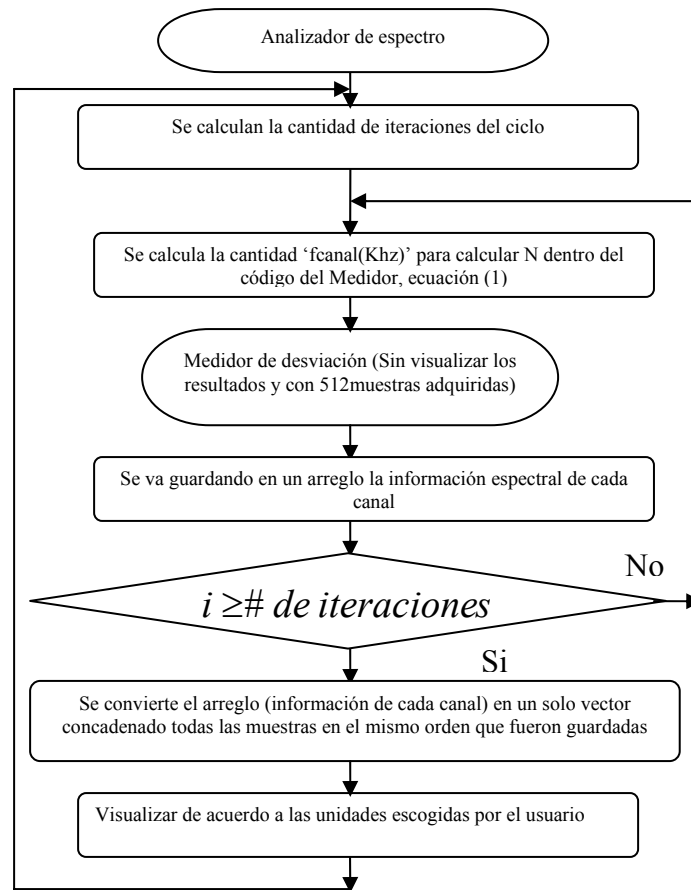 Analizador de espectro
Se calculan la cantidad de iteraciones del ciclo
Se calcula la cantidad ‘fcanal(Khz)’ para calcular N dentro del
código del Medidor, ecuación (1)
Medidor de desviación (Sin visualizar los
resultados y con 512muestras adquiridas)
Se va guardando en un arreglo la información espectral de cada
canal
No
i ≥# de iteraciones
Si
Se convierte el arreglo (información de cada canal) en un solo vector
concadenado todas las muestras en el mismo orden que fueron guardadas
Visualizar de acuerdo a las unidades escogidas por el usuario